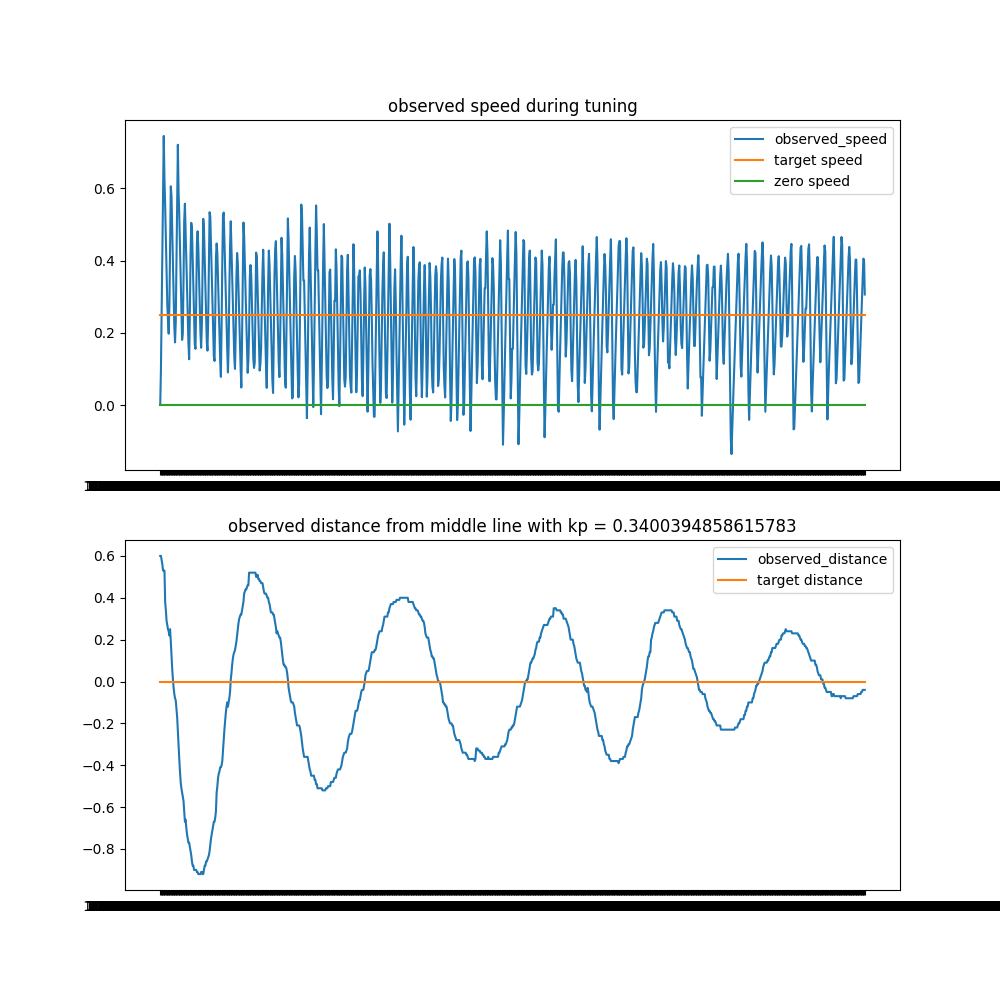 observed speed during tuning
observed_speed
target speed
zero speed
0.6
0.4
0.2
0.0
observed distance from middle line with kp = 0.3400394858615783
observed_distance
target distance
0.6
0.4
0.2
0.0
−0.2
−0.4
−0.6
−0.8